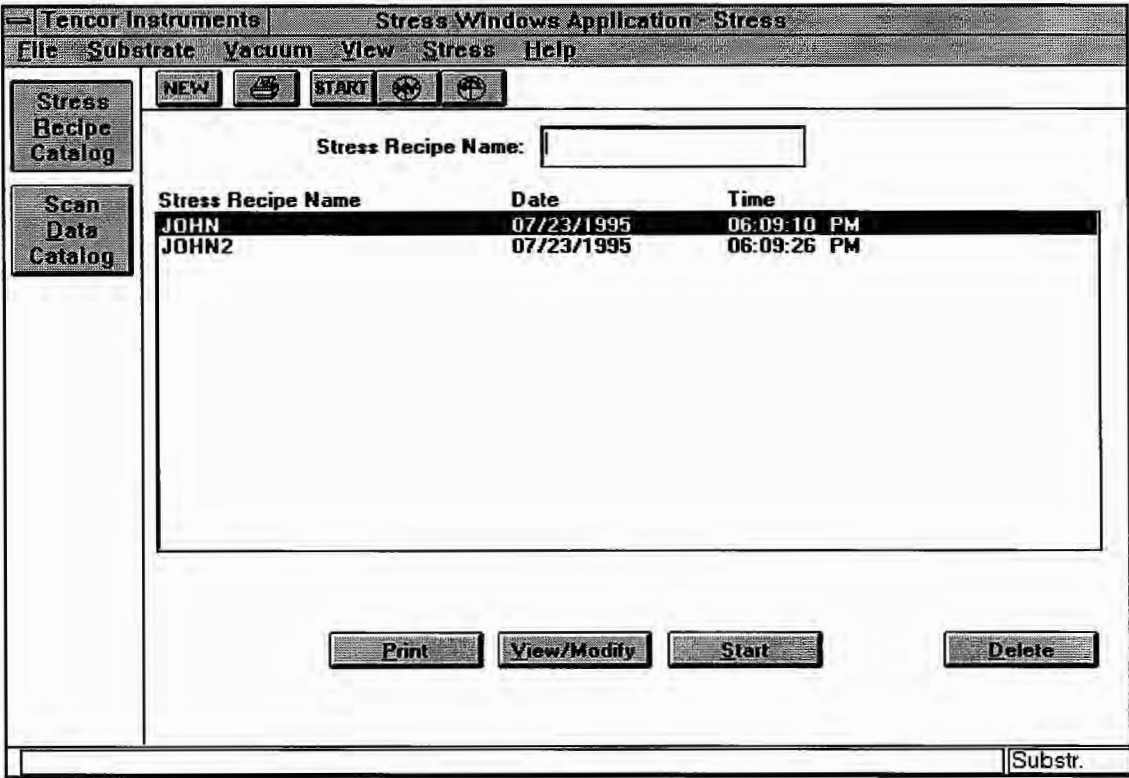 Tencor Instruments Stress Windows Application - Stress
File Substrate Vacuum View Stress Help
NEW START
Stress
Recipe
Catalog
Scan
Data
Catalog
Stress Recipe Name:
Stress Recipe Name Date Time
JOHN 07/23/1995 06:09:10 PM
JOHN2 07/23/1995 06:09:26 PM
Print View/Modify Start Delete
Substr.